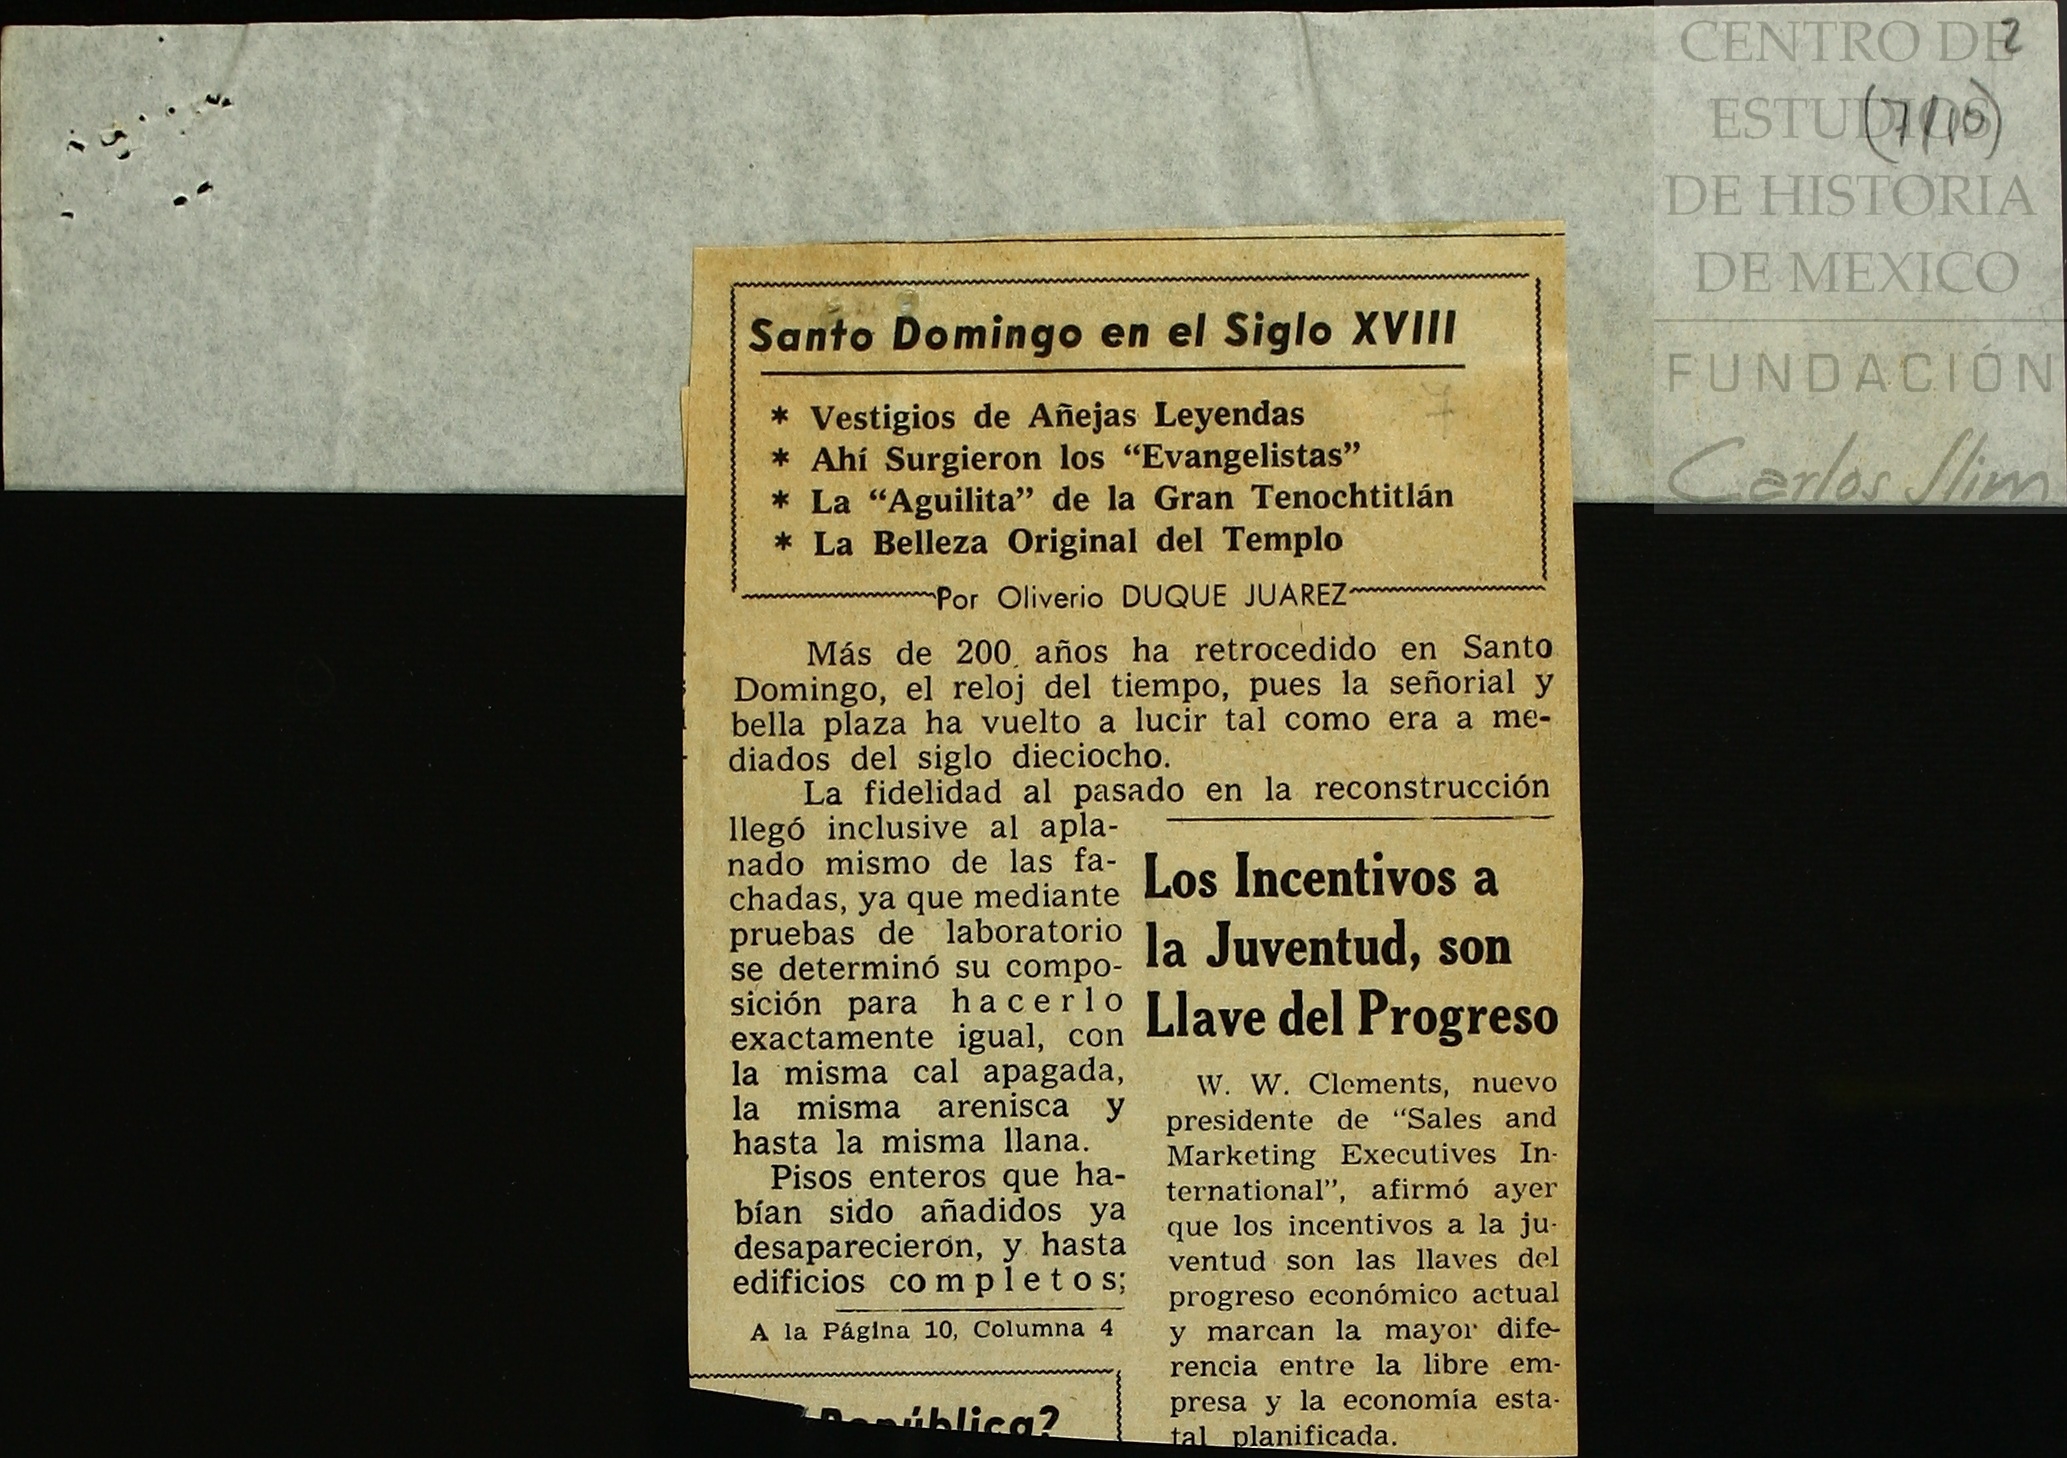 CENTRO DE
ESTUDIOS
DE HISTORIA
DE MEXICO
FUNDACIÓN
Carlos Slim
2
(7/10)
Santo Domingo en el Siglo XVIII
* Vestigios de Añejas Leyendas
* Ahí Surgieron los “Evangelistas”
* La “Aguilita” de la Gran Tenochtitlán
* La Belleza Original del Templo
Por Oliverio DUQUE JUAREZ
7
Más de 200 años ha retrocedido en Santo
Domingo, el reloj del tiempo, pues la señorial y
bella plaza ha vuelto a lucir tal como era a me-
diados del siglo dieciocho.
La fidelidad al pasado en la reconstrucción
llegó inclusive al apla-
nado mismo de las fa-
chadas, ya que mediante
pruebas de laboratorio
se determinó su compo-
sición para hacerlo
exactamente igual, con
la misma cal apagada,
la misma arenisca y
hasta la misma llana.
Pisos enteros que ha-
bían sido añadidos ya
desaparecieron, y hasta
edificios completos;
A la Página 10, Columna 4
República?
Los Incentivos a
la Juventud, son
Llave del Progreso
W. W. Clements, nuevo
presidente de “Sales and
Marketing Executives In-
ternational”, afirmó ayer
que los incentivos a la ju-
ventud son las llaves del
progreso económico actual
y marcan la mayor dife-
rencia entre la libre em-
presa y la economía esta-
tal planificada.